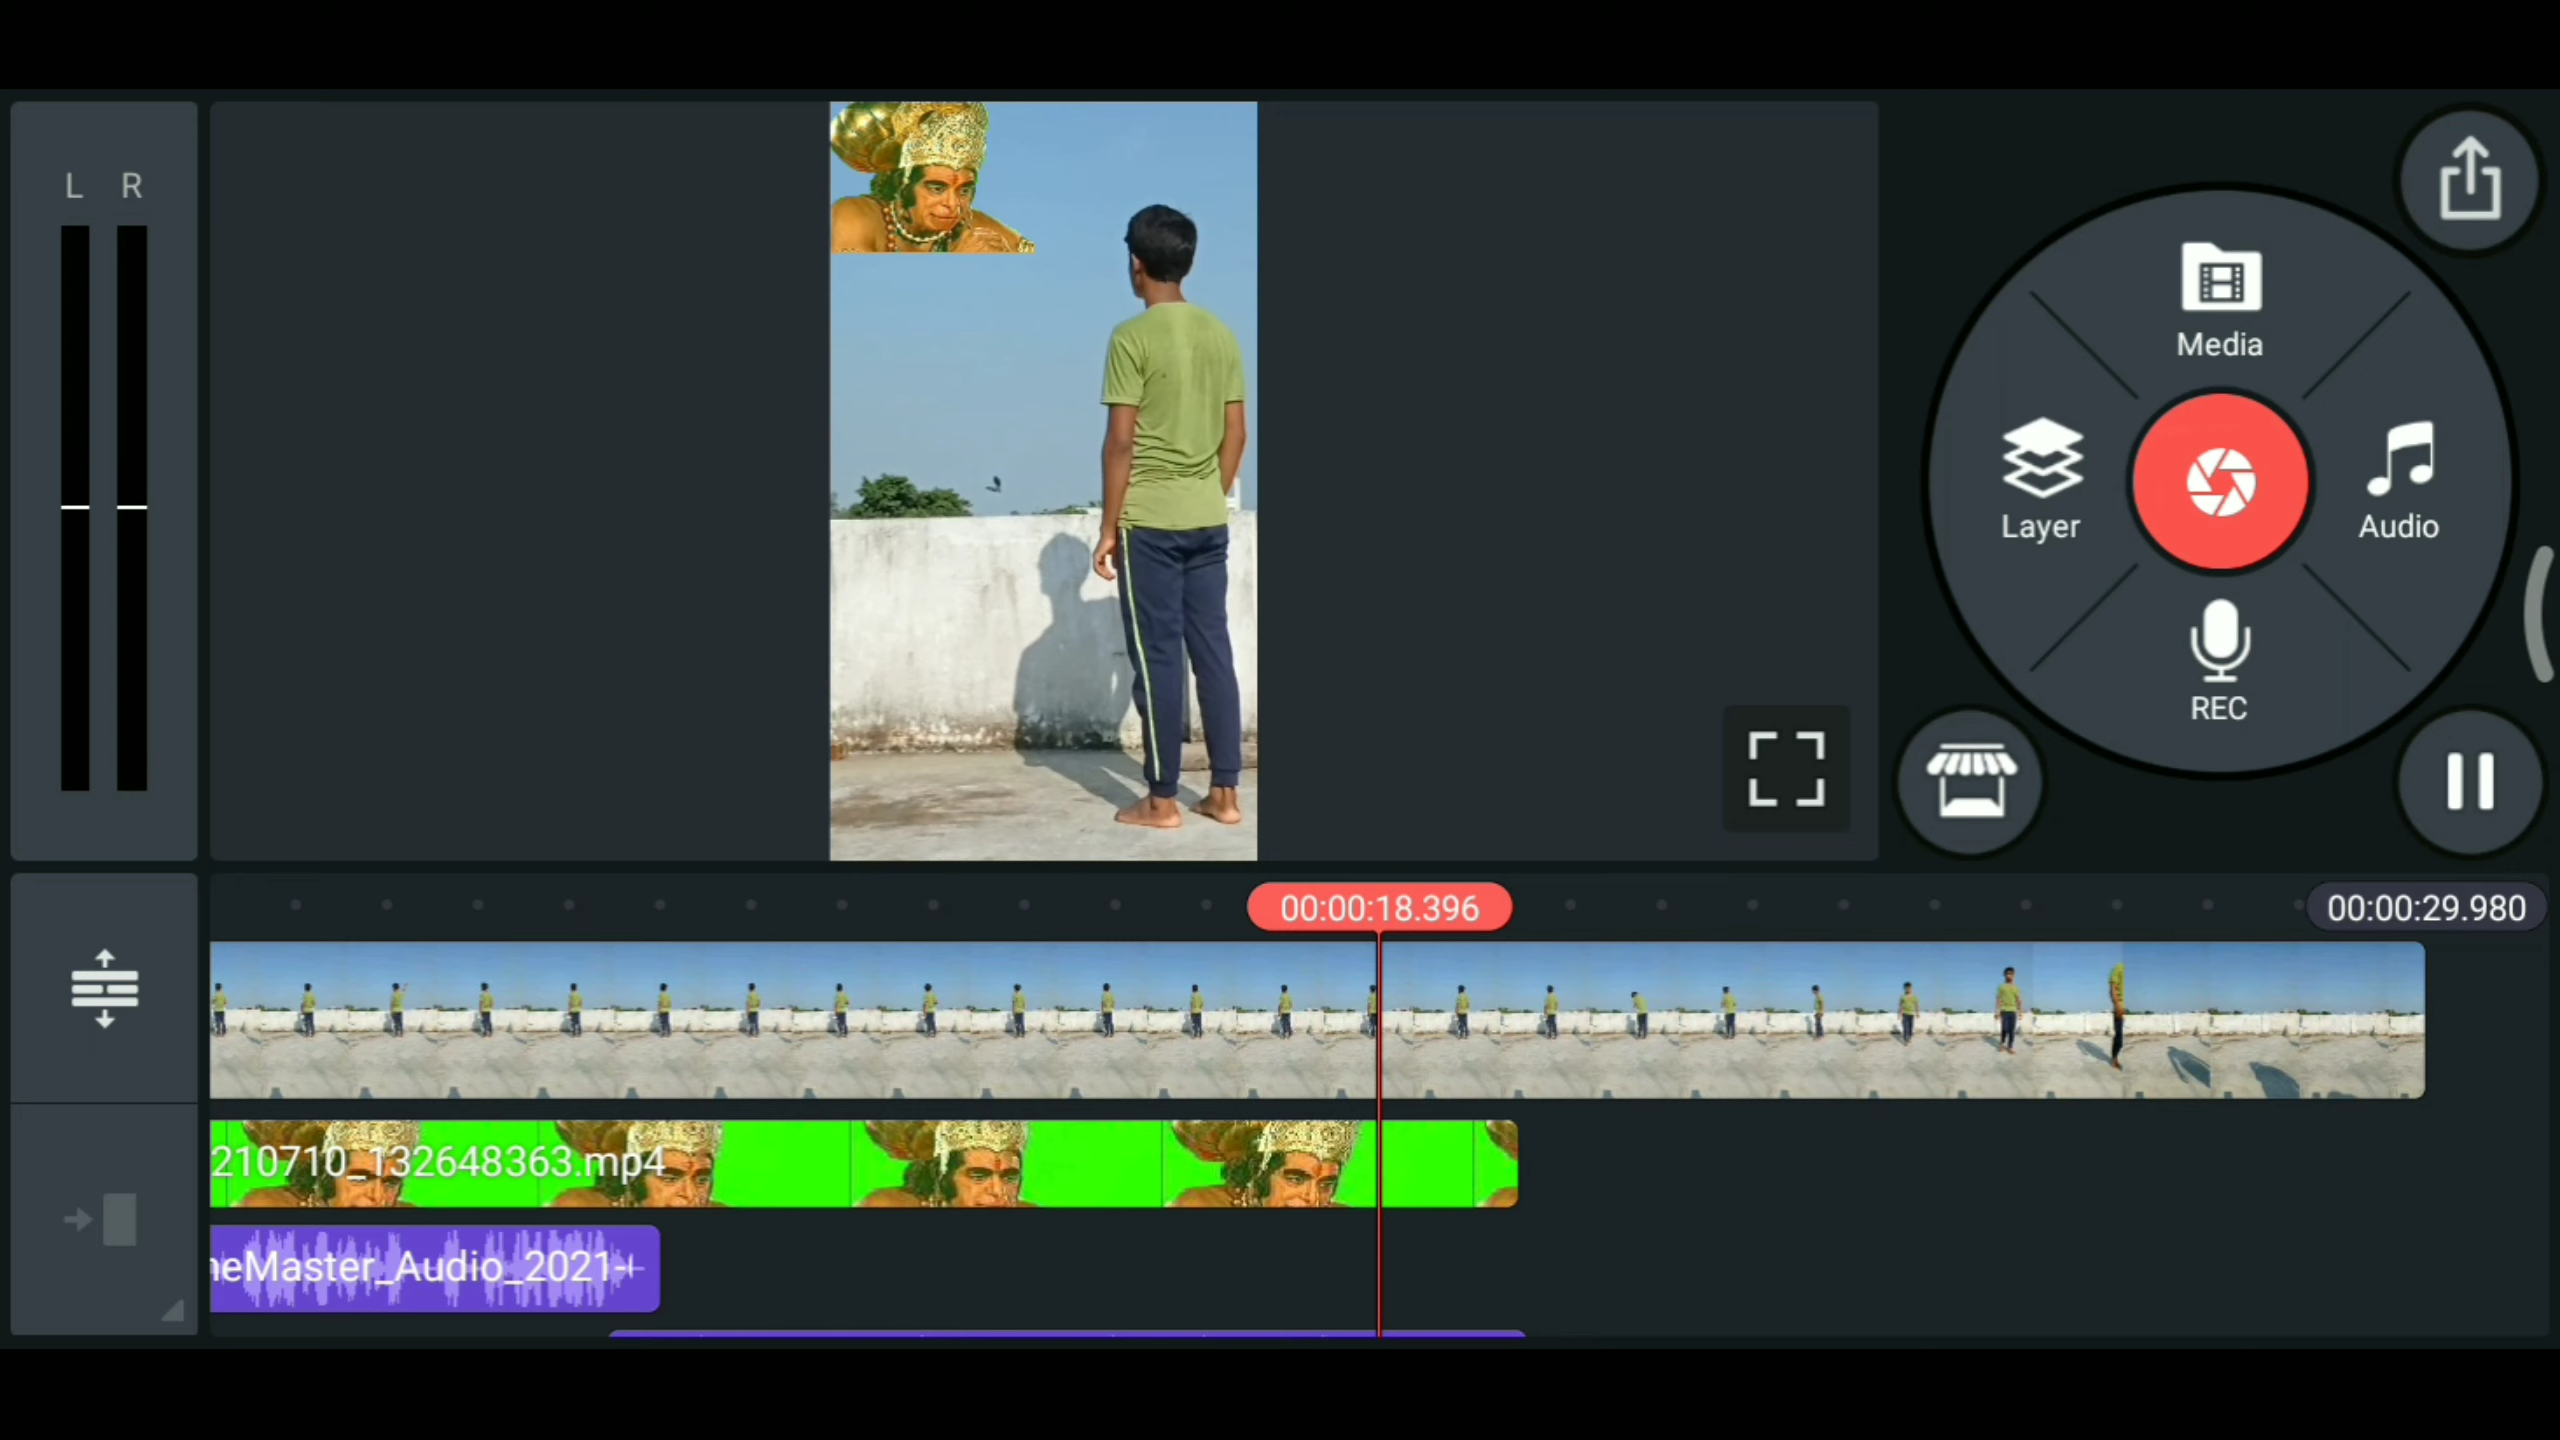 L R
Media
Layer
Audio
REC
00:00:18.396
00:00:29.980
210710_132648363.mp4
neMaster_Audio_2021-